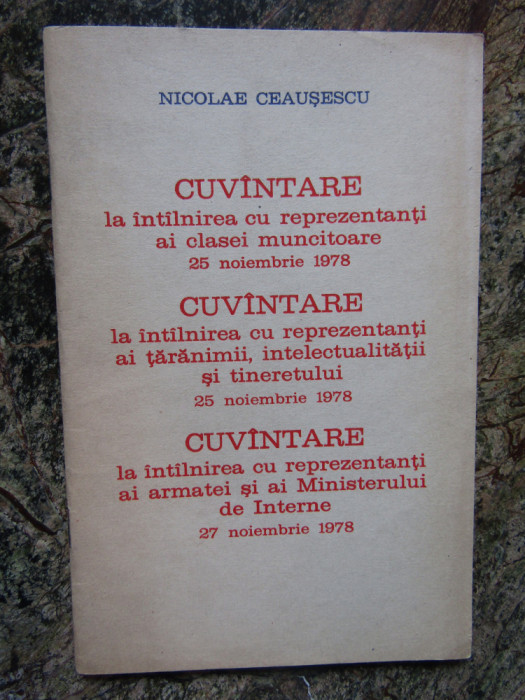 NICOLAE CEAUŞESCU
CUVÎNTARE
la întîlnirea cu reprezentanţi
ai clasei muncitoare
25 noiembrie 1978
CUVÎNTARE
la întîlnirea cu reprezentanţi
ai ţărănimii, intelectualităţii
şi tineretului
25 noiembrie 1978
CUVÎNTARE
la întîlnirea cu reprezentanţi
ai armatei şi ai Ministerului
de Interne
27 noiembrie 1978